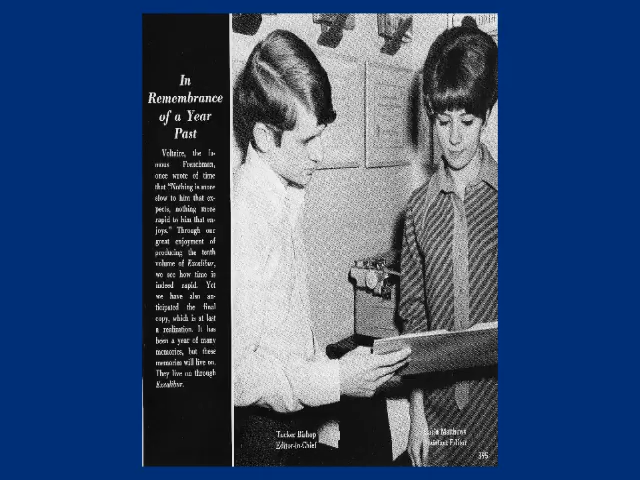 In
Remembrance
of a Year
Past
Voltaire, the fa-
mous Frenchman,
once wrote of time
that "Nothing is more
slow to him that ex-
pects, nothing more
rapid to him that en-
joys." Through our
great enjoyment of
producing the tenth
volume of Excalibur,
we see how time is
indeed rapid. Yet
we have also an-
ticipated the final
copy, which is at last
a realization. It has
been a year of many
memories, but these
memories will live on.
They live on through
Excalibur.
Tucker Bishop
Editor-in-Chief
Matthews
Assistant Editor
395